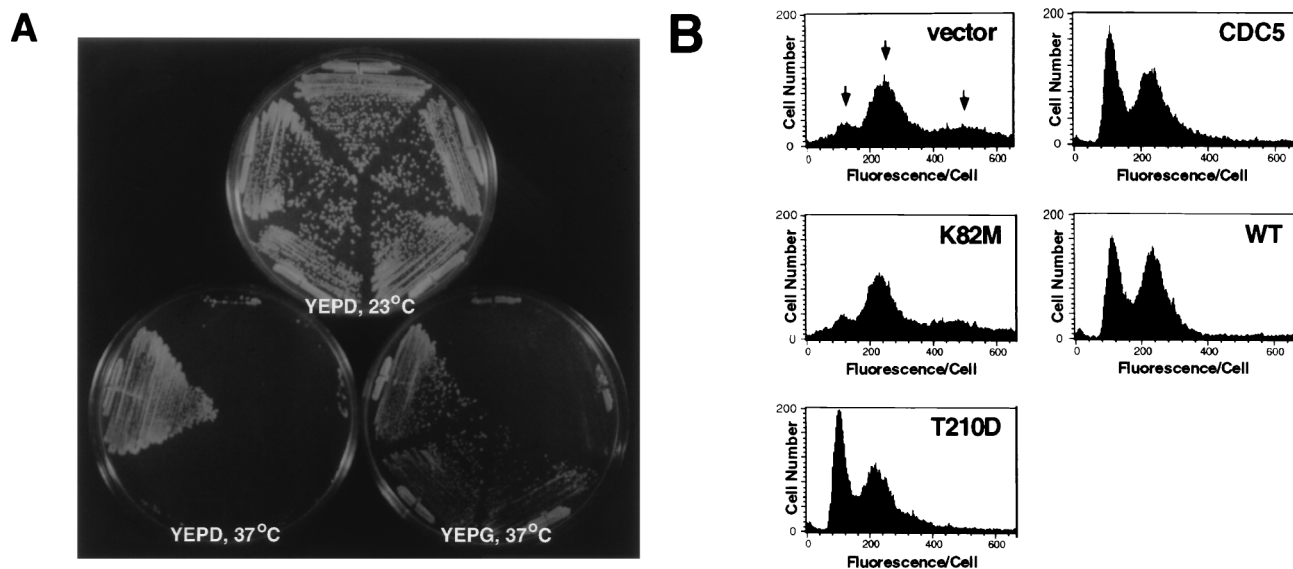 A
YEPD, 23°C
YEPD, 37°C
YEPG, 37°C
B
vector
200
Cell Number
0
0 200 400 600
Fluorescence/Cell
CDC5
200
Cell Number
0
0 200 400 600
Fluorescence/Cell
K82M
200
Cell Number
0
0 200 400 600
Fluorescence/Cell
WT
200
Cell Number
0
0 200 400 600
Fluorescence/Cell
T210D
200
Cell Number
0
0 200 400 600
Fluorescence/Cell